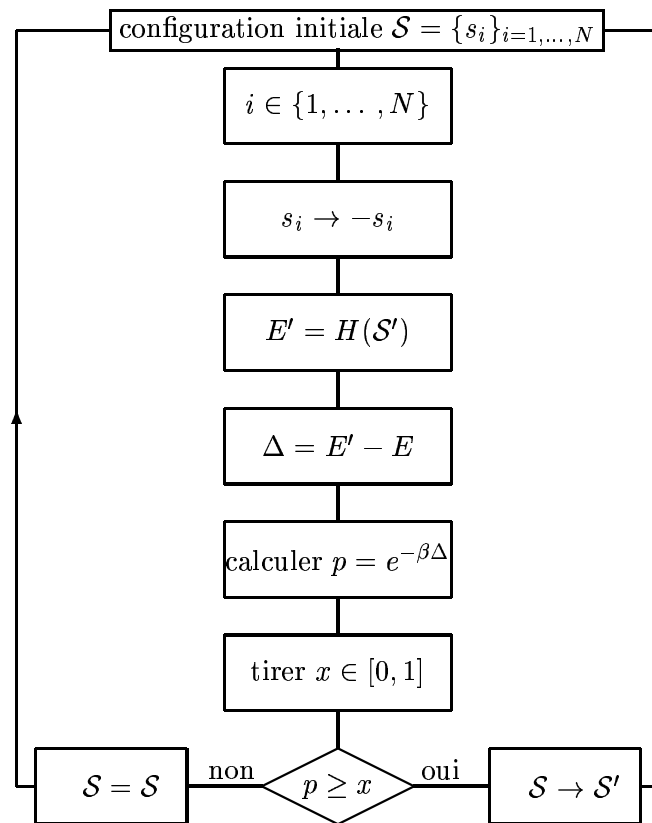 configuration initiale 𝒮 = {s_i}_{i=1,...,N}
i ∈ {1, ... , N}
s_i → −s_i
E′ = H(𝒮′)
Δ = E′ − E
calculer p = e^{−βΔ}
tirer x ∈ [0, 1]
𝒮 = 𝒮
non
p ≥ x
oui
𝒮 → 𝒮′